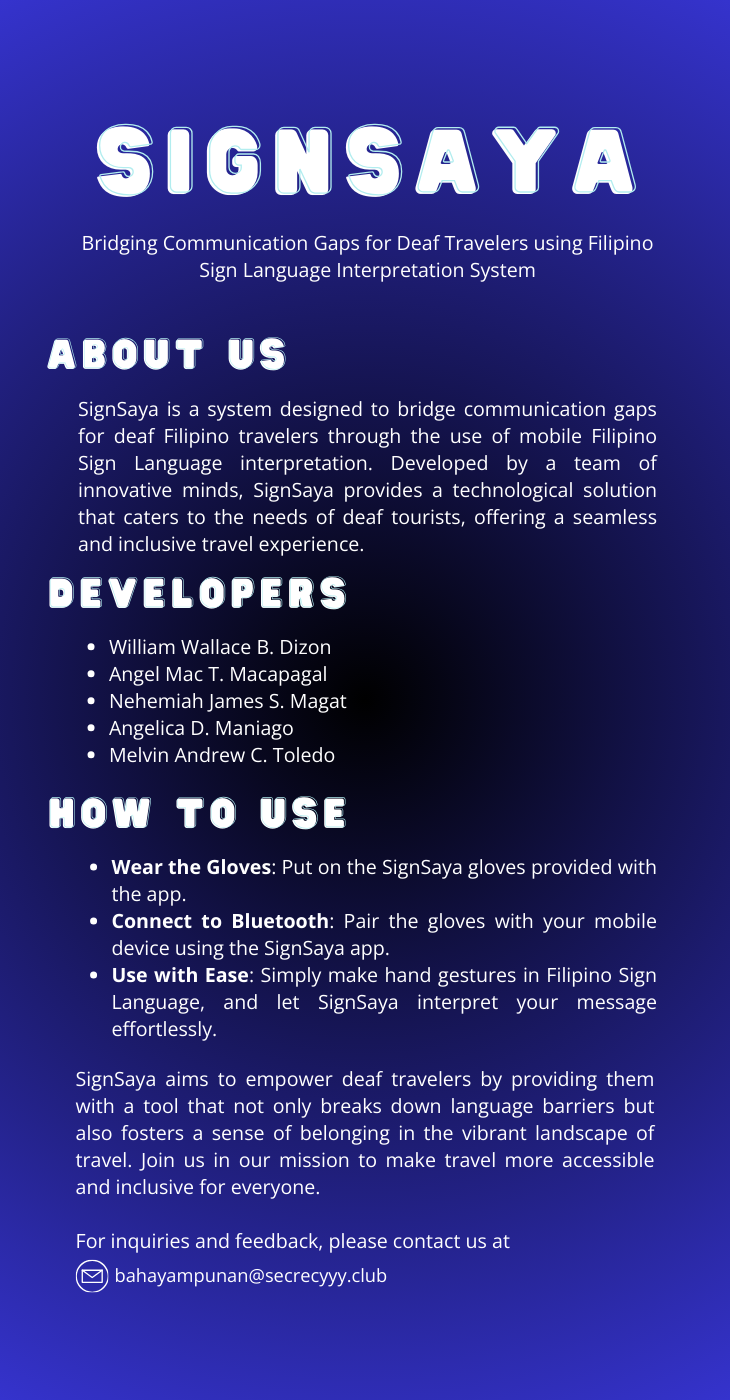 SIGNSAYA
Bridging Communication Gaps for Deaf Travelers using Filipino
Sign Language Interpretation System
ABOUT US
SignSaya is a system designed to bridge communication gaps
for deaf Filipino travelers through the use of mobile Filipino
Sign Language interpretation. Developed by a team of
innovative minds, SignSaya provides a technological solution
that caters to the needs of deaf tourists, offering a seamless
and inclusive travel experience.
DEVELOPERS
• William Wallace B. Dizon
• Angel Mac T. Macapagal
• Nehemiah James S. Magat
• Angelica D. Maniago
• Melvin Andrew C. Toledo
HOW TO USE
• Wear the Gloves: Put on the SignSaya gloves provided with
the app.
• Connect to Bluetooth: Pair the gloves with your mobile
device using the SignSaya app.
• Use with Ease: Simply make hand gestures in Filipino Sign
Language, and let SignSaya interpret your message
effortlessly.
SignSaya aims to empower deaf travelers by providing them
with a tool that not only breaks down language barriers but
also fosters a sense of belonging in the vibrant landscape of
travel. Join us in our mission to make travel more accessible
and inclusive for everyone.
For inquiries and feedback, please contact us at
bahayampunan@secrecyyy.club